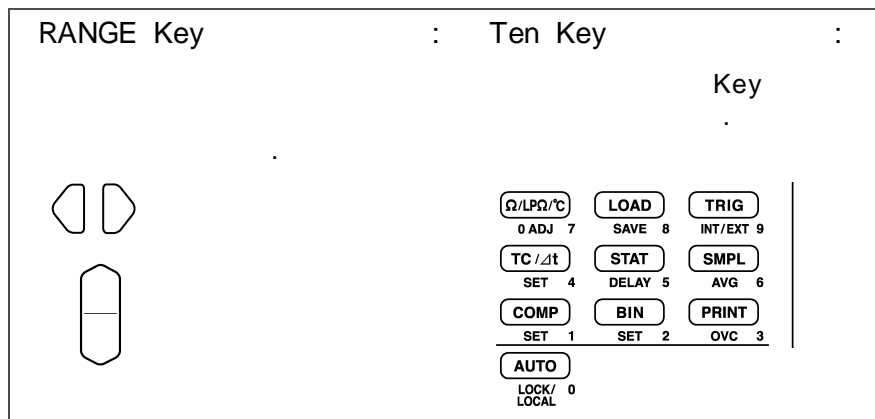 RANGE Key : Ten Key :
Key
.
.
Ω/LPΩ/℃ LOAD TRIG
0 ADJ 7 SAVE 8 INT/EXT 9
TC/⊿t STAT SMPL
SET 4 DELAY 5 AVG 6
COMP BIN PRINT
SET 1 SET 2 OVC 3
AUTO
LOCK/ 0
LOCAL